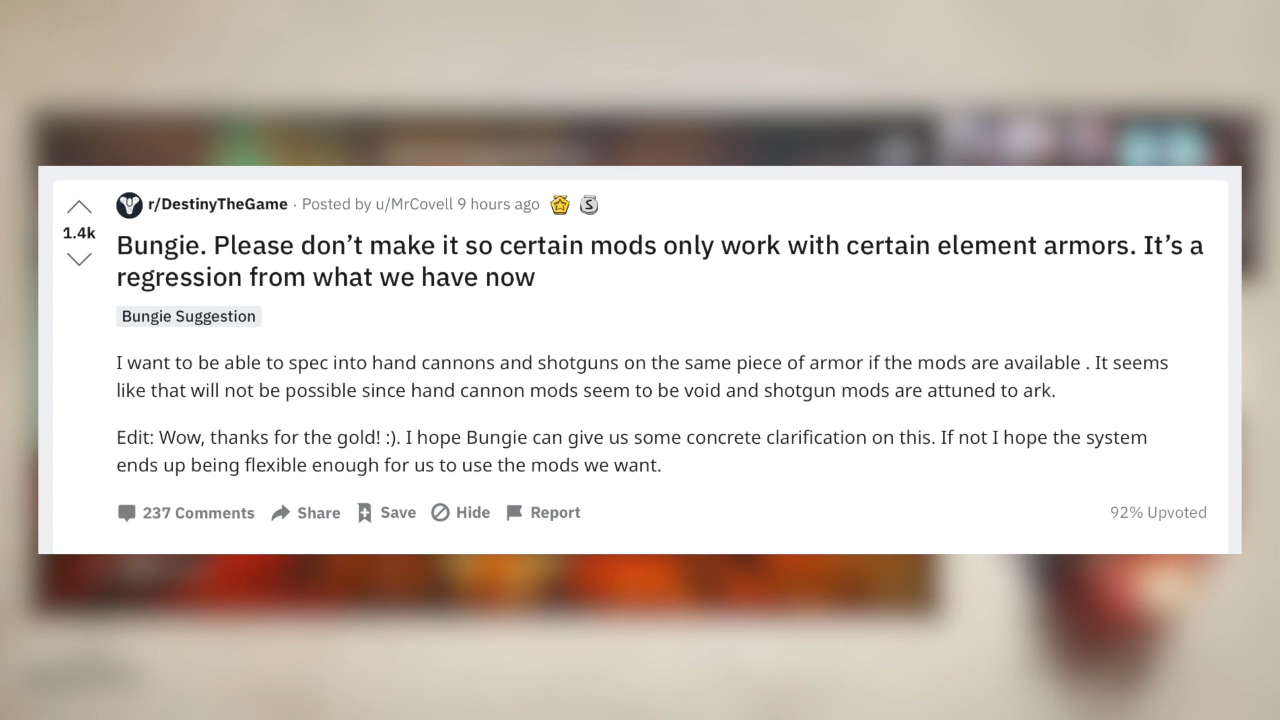 r/DestinyTheGame · Posted by u/MrCovell 9 hours ago
1.4k
Bungie. Please don’t make it so certain mods only work with certain element armors. It’s a
regression from what we have now
Bungie Suggestion
I want to be able to spec into hand cannons and shotguns on the same piece of armor if the mods are available . It seems
like that will not be possible since hand cannon mods seem to be void and shotgun mods are attuned to ark.
Edit: Wow, thanks for the gold! :). I hope Bungie can give us some concrete clarification on this. If not I hope the system
ends up being flexible enough for us to use the mods we want.
237 Comments Share Save Hide Report 92% Upvoted